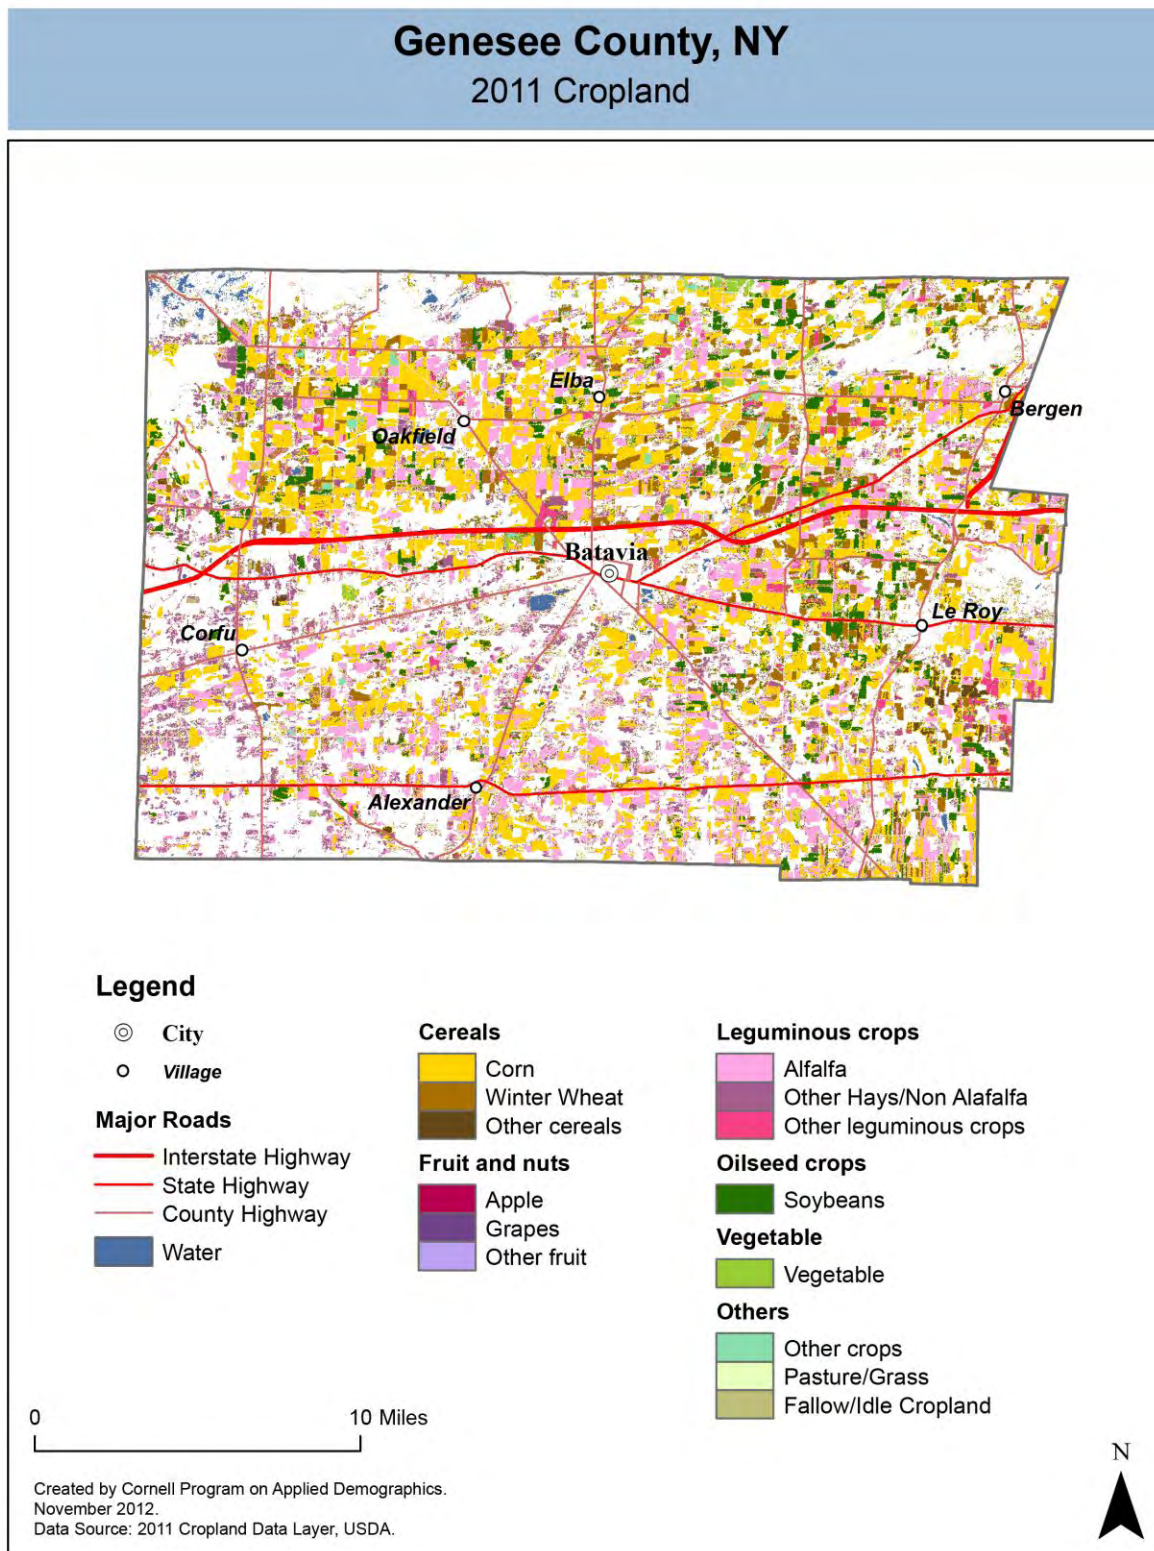 Genesee County, NY
2011 Cropland
Elba
Bergen
Oakfield
Batavia
Le Roy
Corfu
Alexander
Legend
City
Village
Major Roads
Interstate Highway
State Highway
County Highway
Water
Cereals
Corn
Winter Wheat
Other cereals
Fruit and nuts
Apple
Grapes
Other fruit
Leguminous crops
Alfalfa
Other Hays/Non Alafalfa
Other leguminous crops
Oilseed crops
Soybeans
Vegetable
Vegetable
Others
Other crops
Pasture/Grass
Fallow/Idle Cropland
0 10 Miles
N
Created by Cornell Program on Applied Demographics.
November 2012.
Data Source: 2011 Cropland Data Layer, USDA.